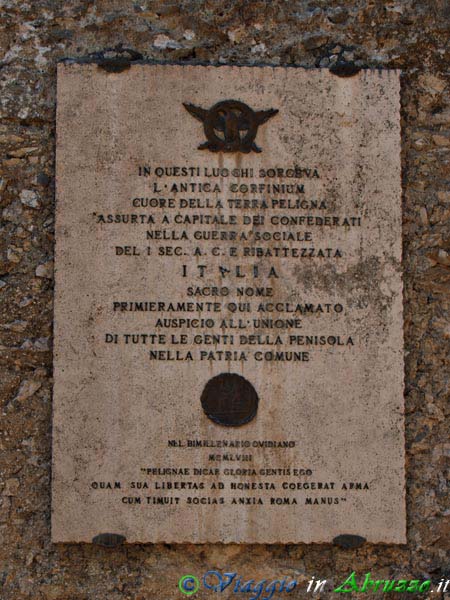 IN QUESTI LUOGHI SORGEVA
L'ANTICA CORFINIUM
CUORE DELLA TERRA PELIGNA
ASSURTA A CAPITALE DEI CONFEDERATI
NELLA GUERRA SOCIALE
DEL I SEC. A. C. E RIBATTEZZATA
ITALIA
SACRO NOME
PRIMIERAMENTE QUI ACCLAMATO
AUSPICIO ALL'UNIONE
DI TUTTE LE GENTI DELLA PENISOLA
NELLA PATRIA COMUNE
NEL BIMILLENARIO OVIDIANO
MCMLVIII
"PELIGNAE DICAR GLORIA GENTIS EGO
QUAM SUA LIBERTAS AD HONESTA COEGERAT ARMA
CUM TIMUIT SOCIAS ANXIA ROMA MANUS"
© Viaggio in Abruzzo.it